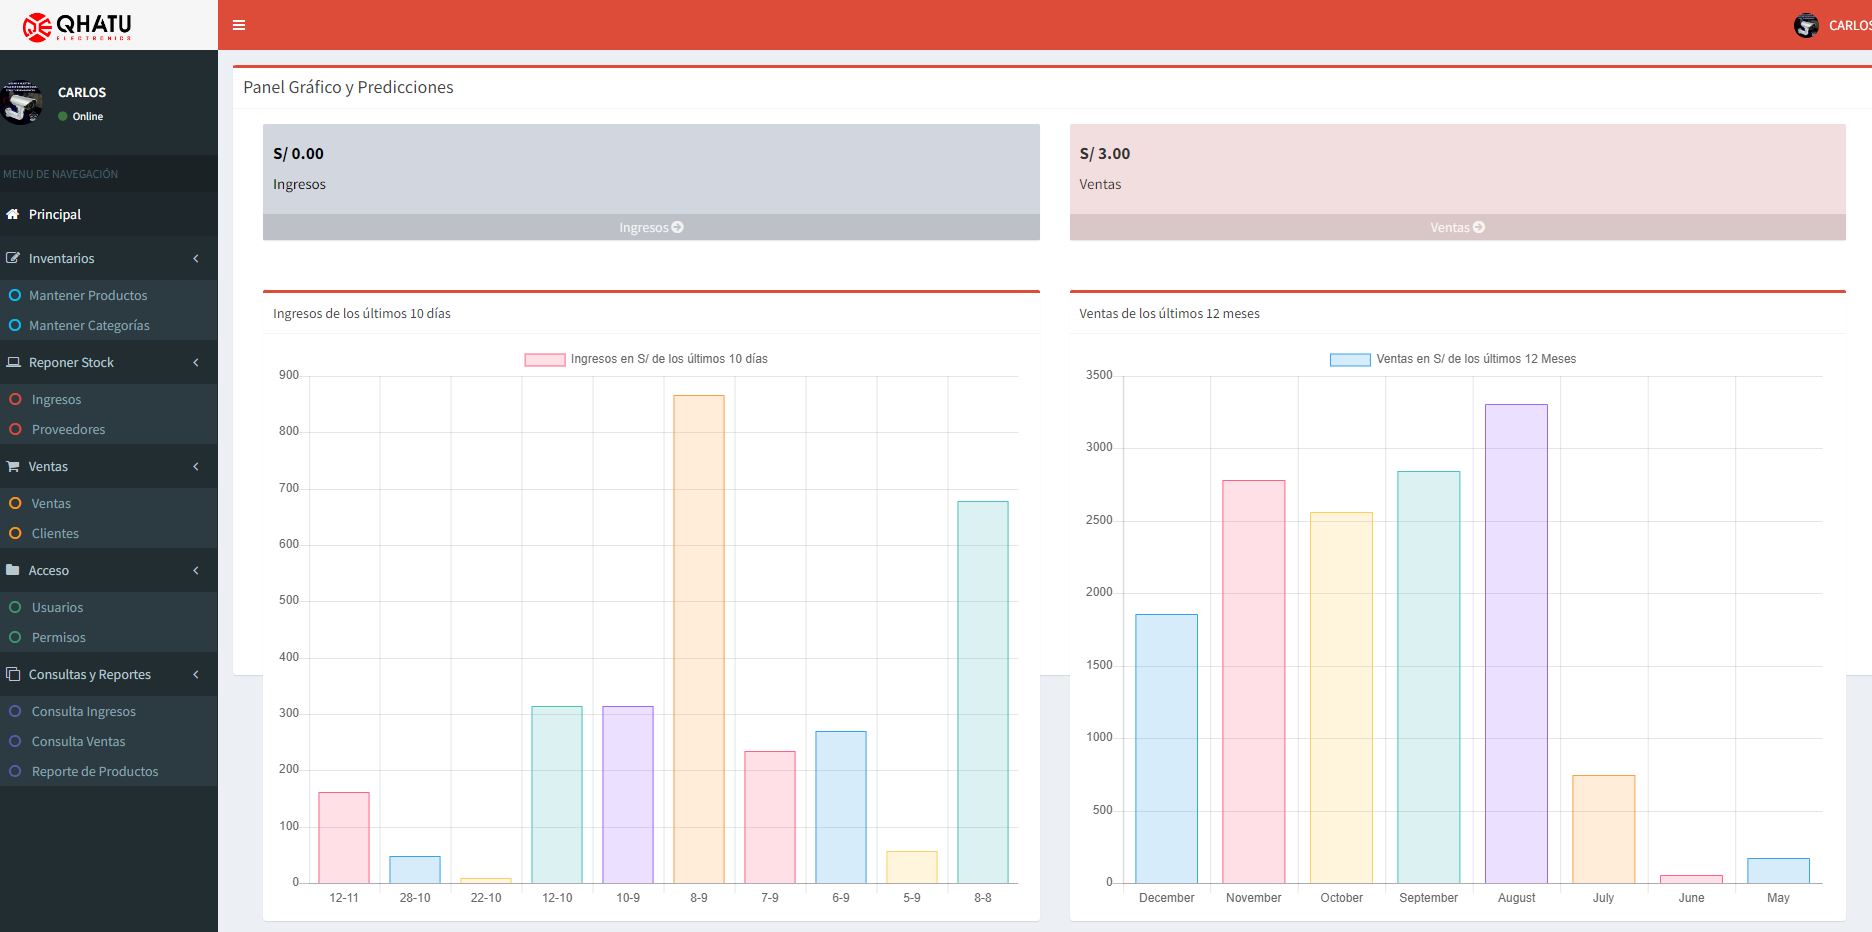 QHATU
ELECTRONICS
CARLOS
CARLOS
Online
MENU DE NAVEGACIÓN
Principal
Inventarios
Mantener Productos
Mantener Categorías
Reponer Stock
Ingresos
Proveedores
Ventas
Ventas
Clientes
Acceso
Usuarios
Permisos
Consultas y Reportes
Consulta Ingresos
Consulta Ventas
Reporte de Productos
Panel Gráfico y Predicciones
S/ 0.00
Ingresos
Ingresos
S/ 3.00
Ventas
Ventas
Ingresos de los últimos 10 días
Ingresos en S/ de los últimos 10 días
900
800
700
600
500
400
300
200
100
0
12-11 28-10 22-10 12-10 10-9 8-9 7-9 6-9 5-9 8-8
Ventas de los últimos 12 meses
Ventas en S/ de los últimos 12 Meses
3500
3000
2500
2000
1500
1000
500
0
December November October September August July June May